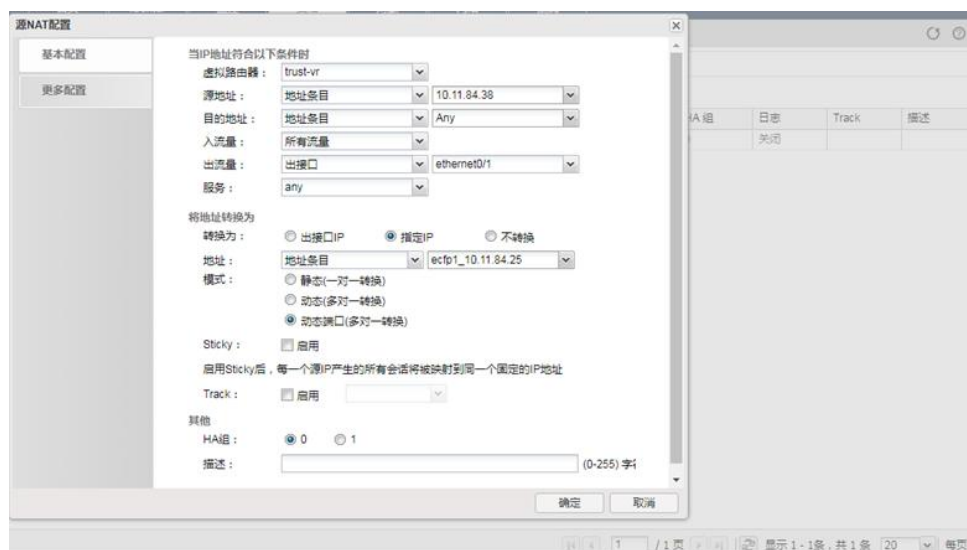 源NAT配置
基本配置
更多配置
当IP地址符合以下条件时
虚拟路由器： trust-vr
源地址： 地址条目 10.11.84.38
目的地址： 地址条目 Any
入流量： 所有流量
出流量： 出接口 ethernet0/1
服务： any
将地址转换为
转换为： 出接口IP 指定IP 不转换
地址： 地址条目 ecfp1_10.11.84.25
模式： 静态(一对一转换)
动态(多对一转换)
动态端口(多对一转换)
Sticky： 启用
启用Sticky后，每一个源IP产生的所有会话将被映射到同一个固定的IP地址
Track： 启用
其他
HA组： 0 1
描述： (0-255) 字符
确定 取消
HA 组 日志 Track 描述
关闭
1 / 1 页 显示 1 - 1条，共 1 条 20 每页